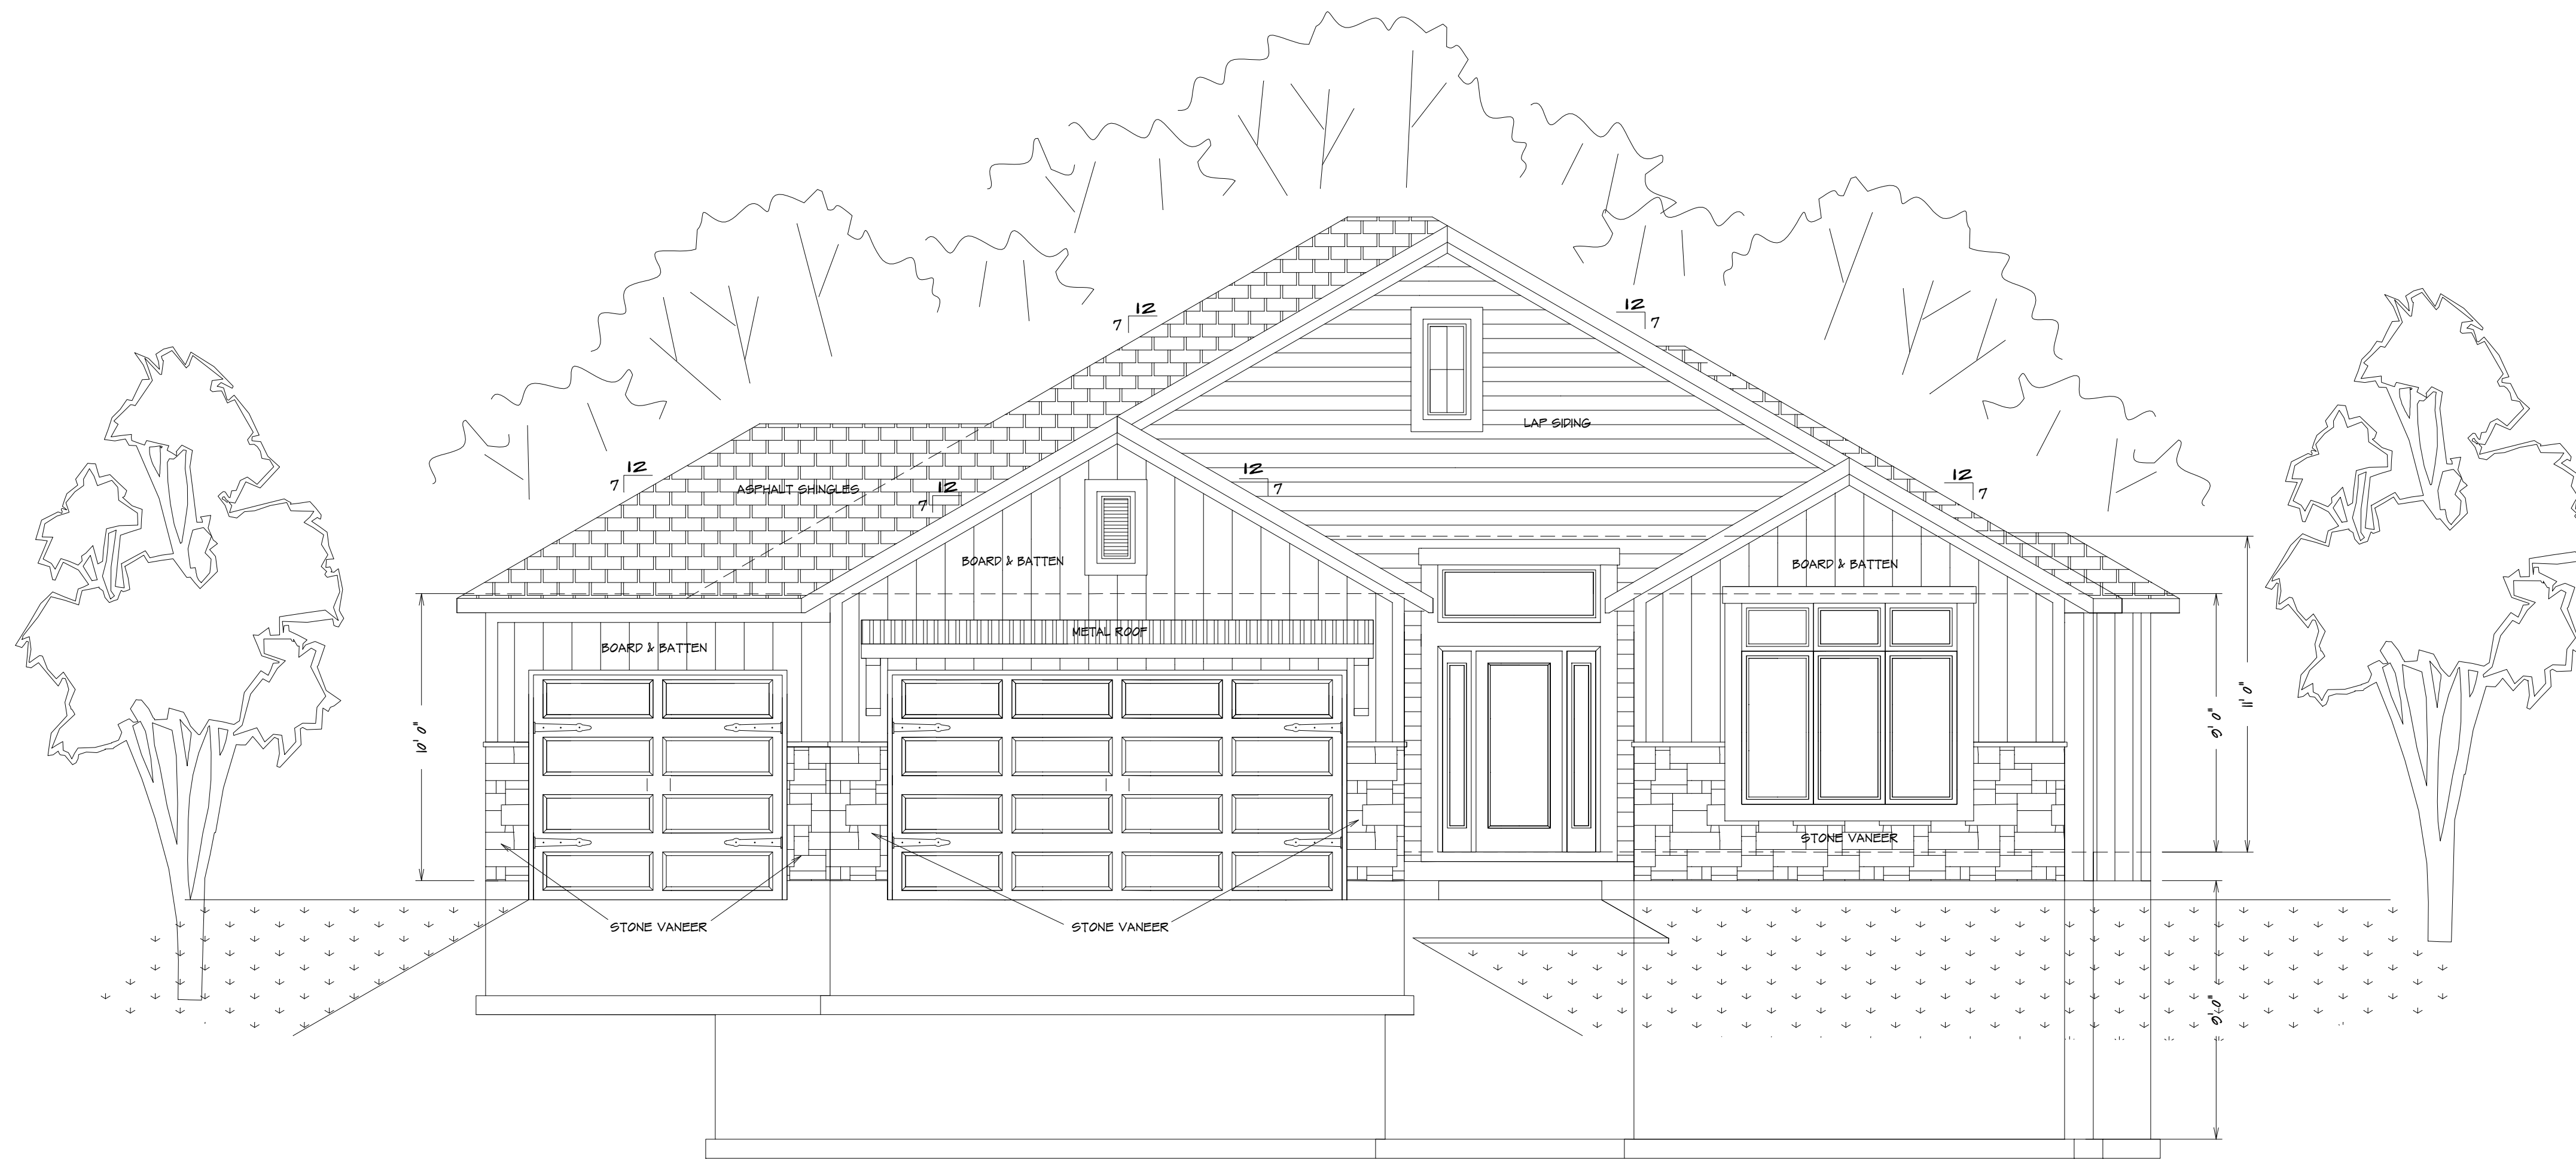 12
7
12
7
LAP SIDING
12
7
ASPHALT SHINGLES
12
7
12
7
12
7
BOARD & BATTEN
BOARD & BATTEN
METAL ROOF
BOARD & BATTEN
10' 0"
9' 0"
11' 0"
STONE VANEER
STONE VANEER
STONE VANEER
9' 0"